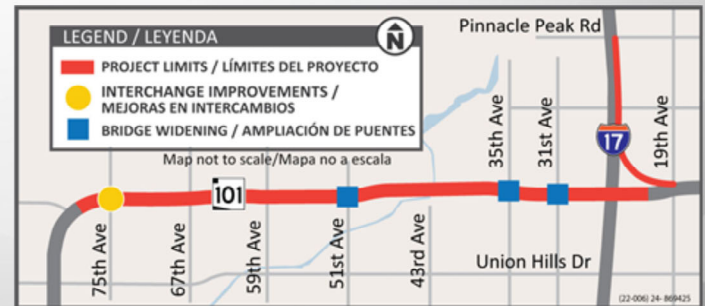 Pinnacle Peak Rd
LEGEND / LEYENDA
N
PROJECT LIMITS / LÍMITES DEL PROYECTO
INTERCHANGE IMPROVEMENTS /
MEJORAS EN INTERCAMBIOS
BRIDGE WIDENING / AMPLIACIÓN DE PUENTES
Map not to scale/Mapa no a escala
35th Ave
31st Ave
17
19th Ave
101
75th Ave
67th Ave
59th Ave
51st Ave
43rd Ave
Union Hills Dr
(22-006) 24- 869425